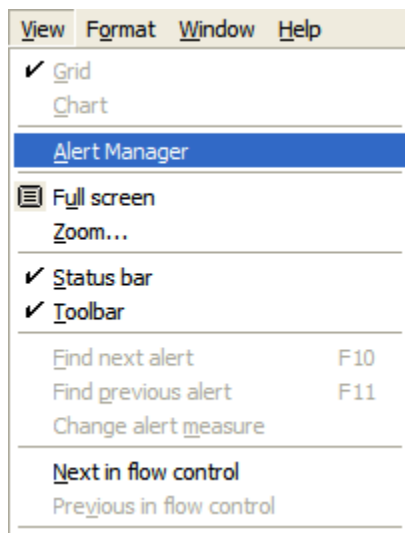 View Format Window Help
Grid
Chart
Alert Manager
Full screen
Zoom...
Status bar
Toolbar
Find next alert F10
Find previous alert F11
Change alert measure
Next in flow control
Previous in flow control